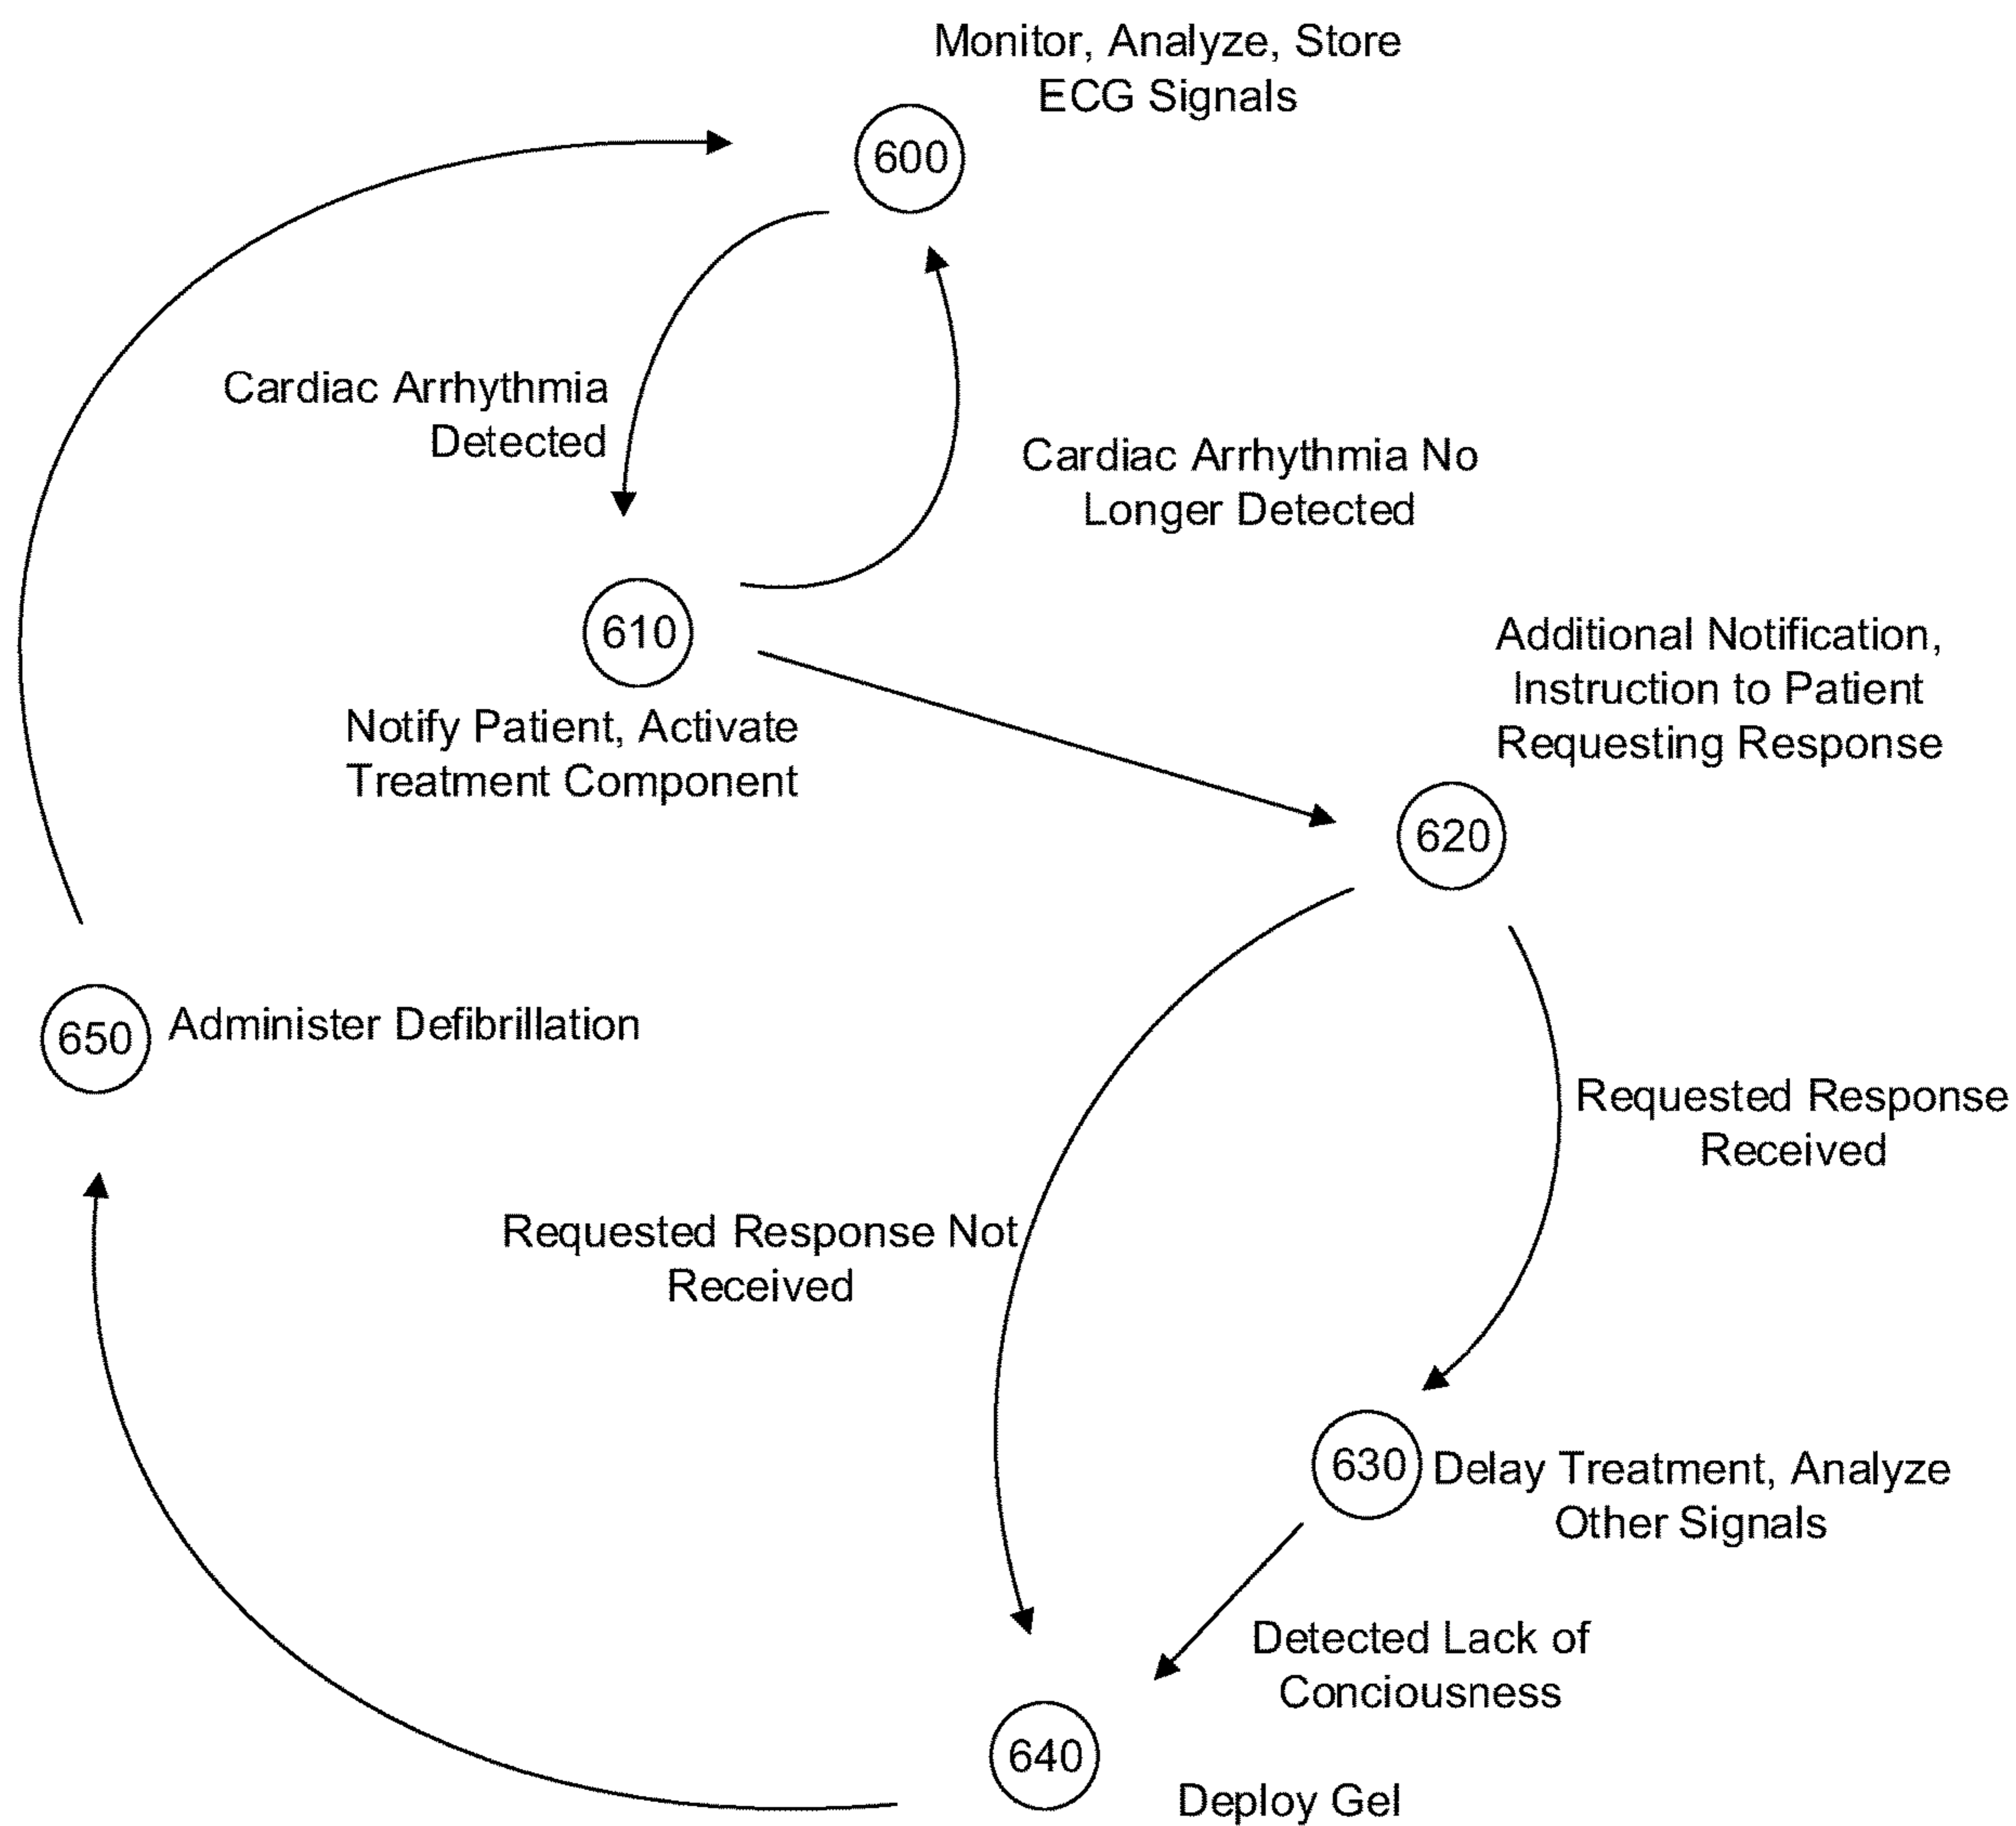 Monitor, Analyze, Store
ECG Signals
600
Cardiac Arrhythmia
Detected
Cardiac Arrhythmia No
Longer Detected
610
Notify Patient, Activate
Treatment Component
Additional Notification,
Instruction to Patient
Requesting Response
620
650
Administer Defibrillation
Requested Response
Received
Requested Response Not
Received
630
Delay Treatment, Analyze
Other Signals
Detected Lack of
Conciousness
640
Deploy Gel